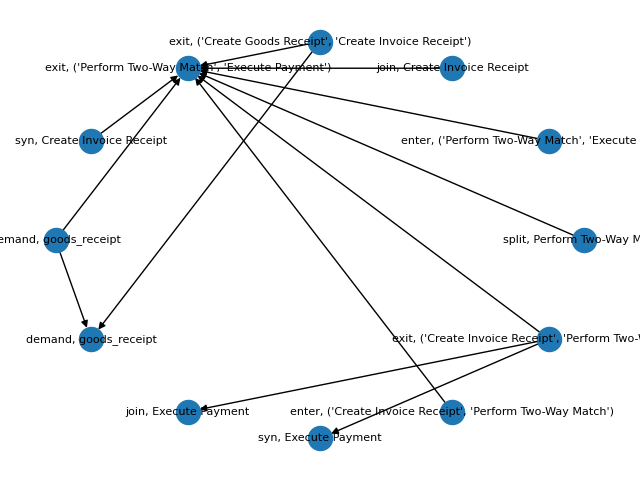 exit, ('Create Goods Receipt', 'Create Invoice Receipt')
exit, ('Perform Two-Way Match', 'Execute Payment')
join, Create Invoice Receipt
syn, Create Invoice Receipt
enter, ('Perform Two-Way Match', 'Execute
emand, goods_receipt
split, Perform Two-Way M
demand, goods_receipt
exit, ('Create Invoice Receipt', 'Perform Two-W
join, Execute Payment
enter, ('Create Invoice Receipt', 'Perform Two-Way Match')
syn, Execute Payment